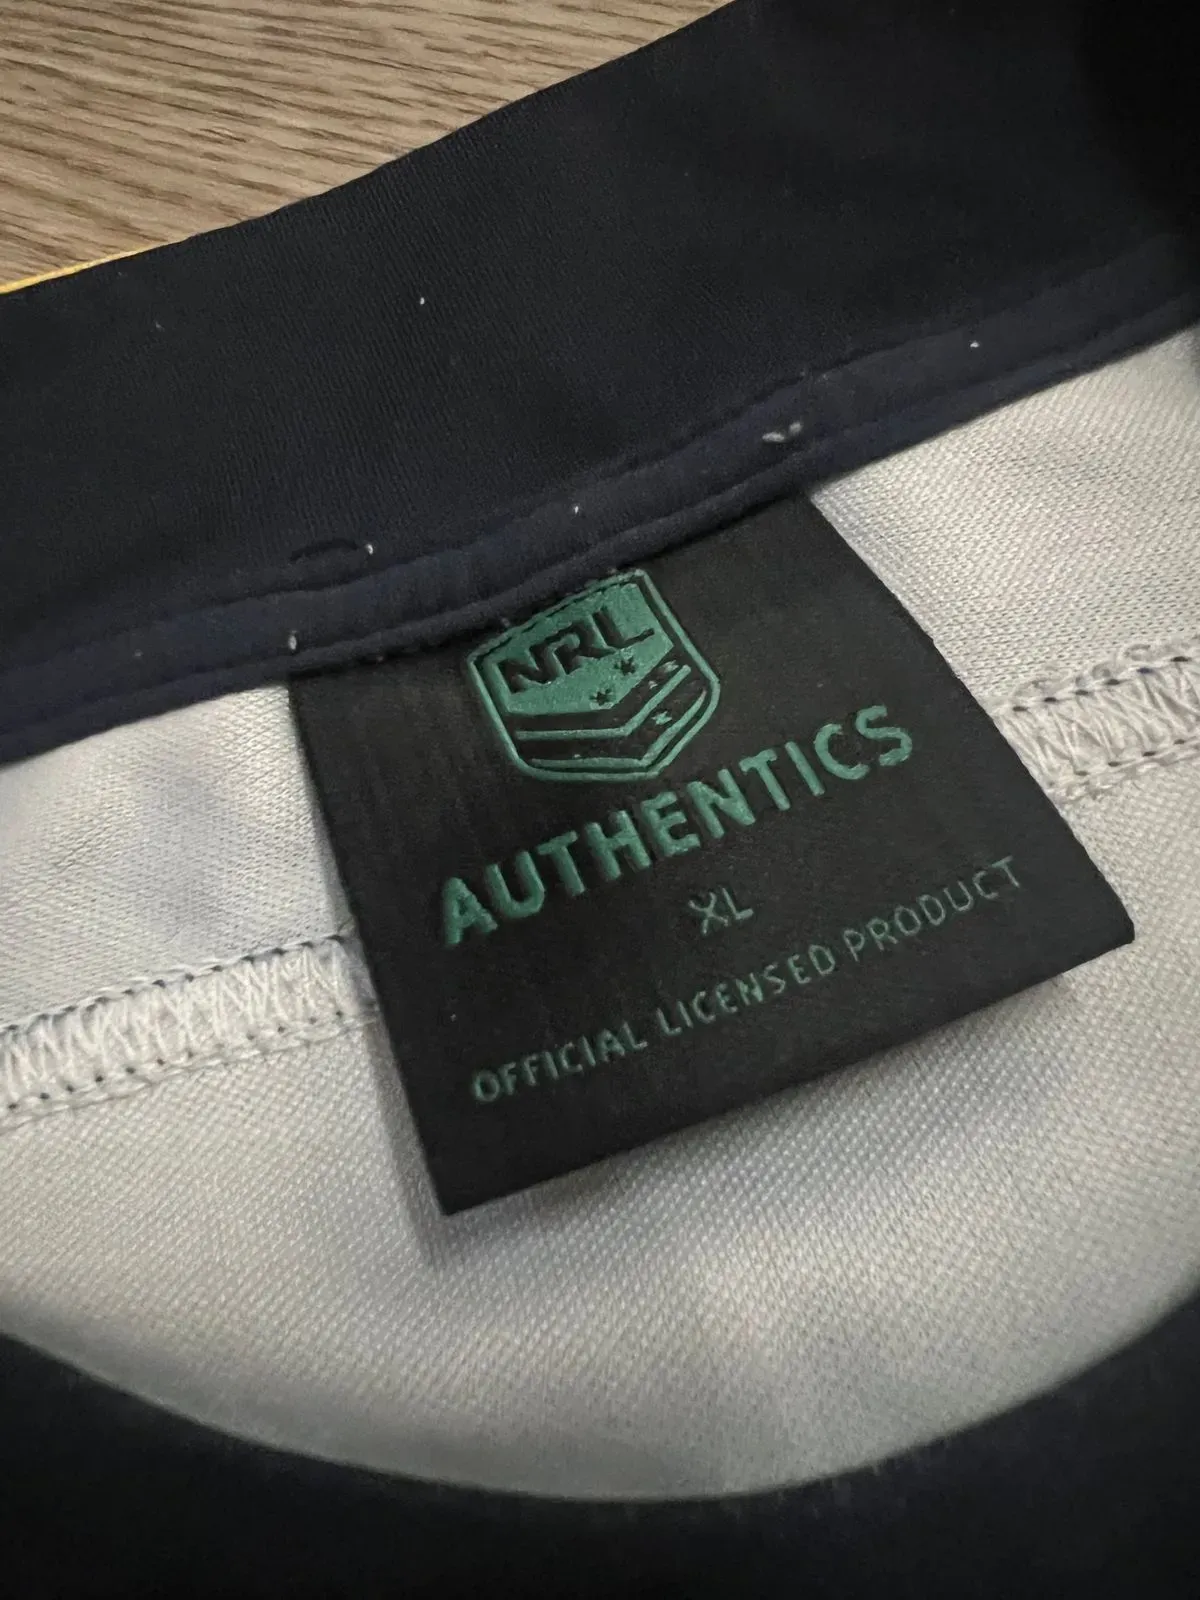 NRL
AUTHENTICS
XL
OFFICIAL LICENSED PRODUCT